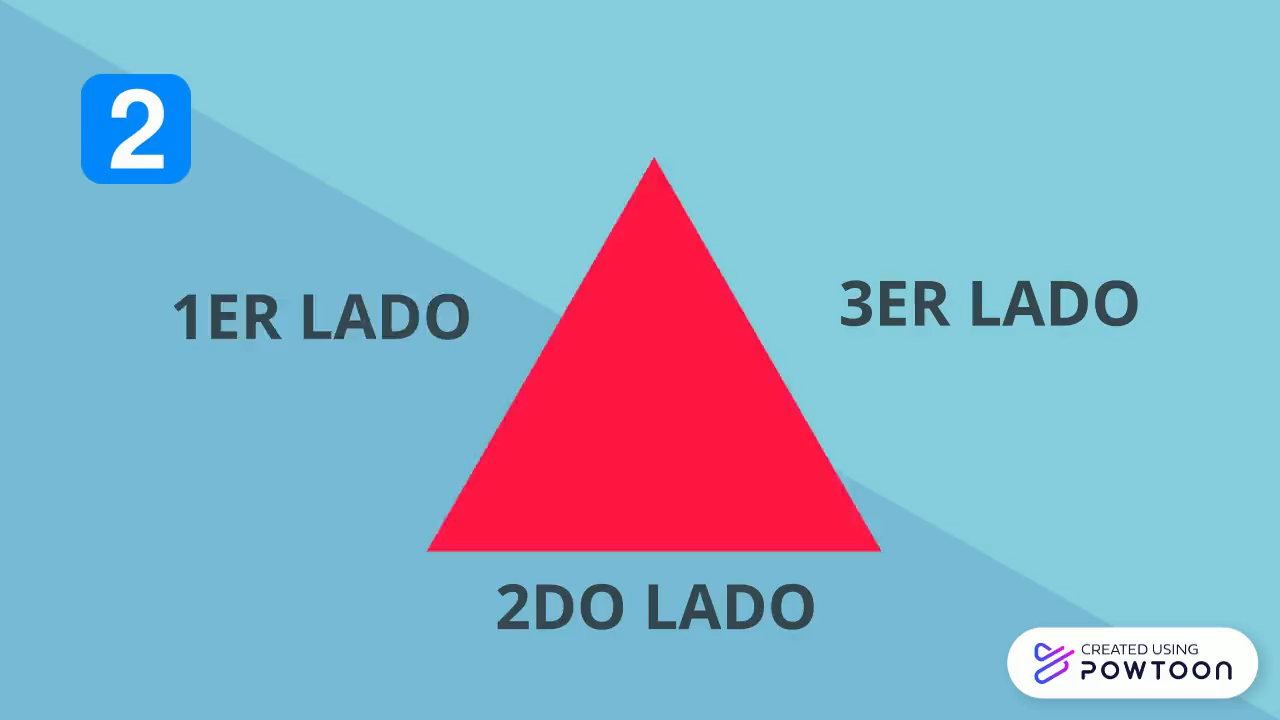 2
1ER LADO
3ER LADO
2DO LADO
CREATED USING
POWTOON